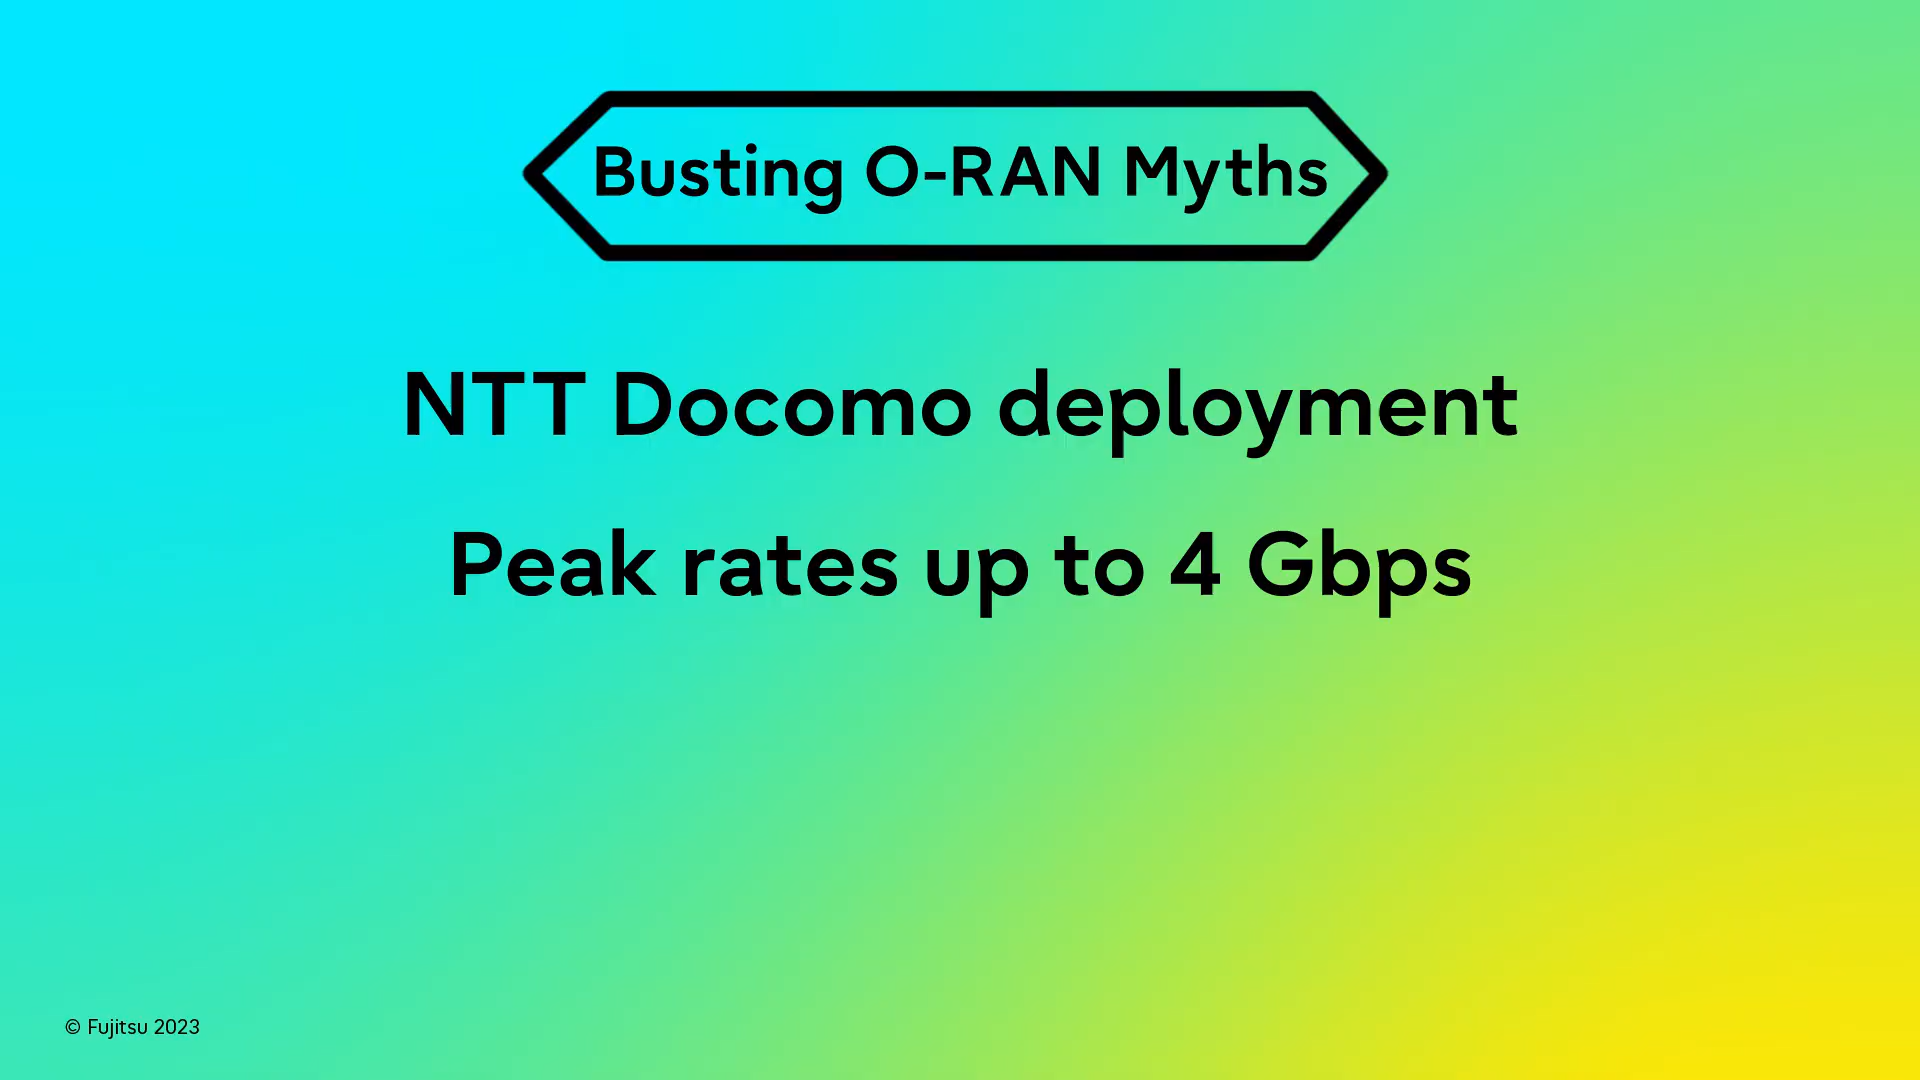 Busting O-RAN Myths
NTT Docomo deployment
Peak rates up to 4 Gbps
© Fujitsu 2023